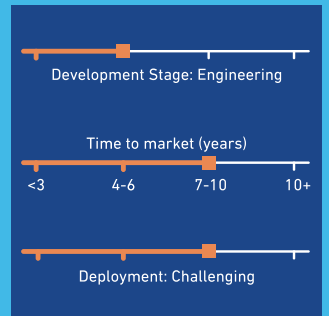 Development Stage: Engineering
Time to market (years)
<3 4-6 7-10 10+
Deployment: Challenging